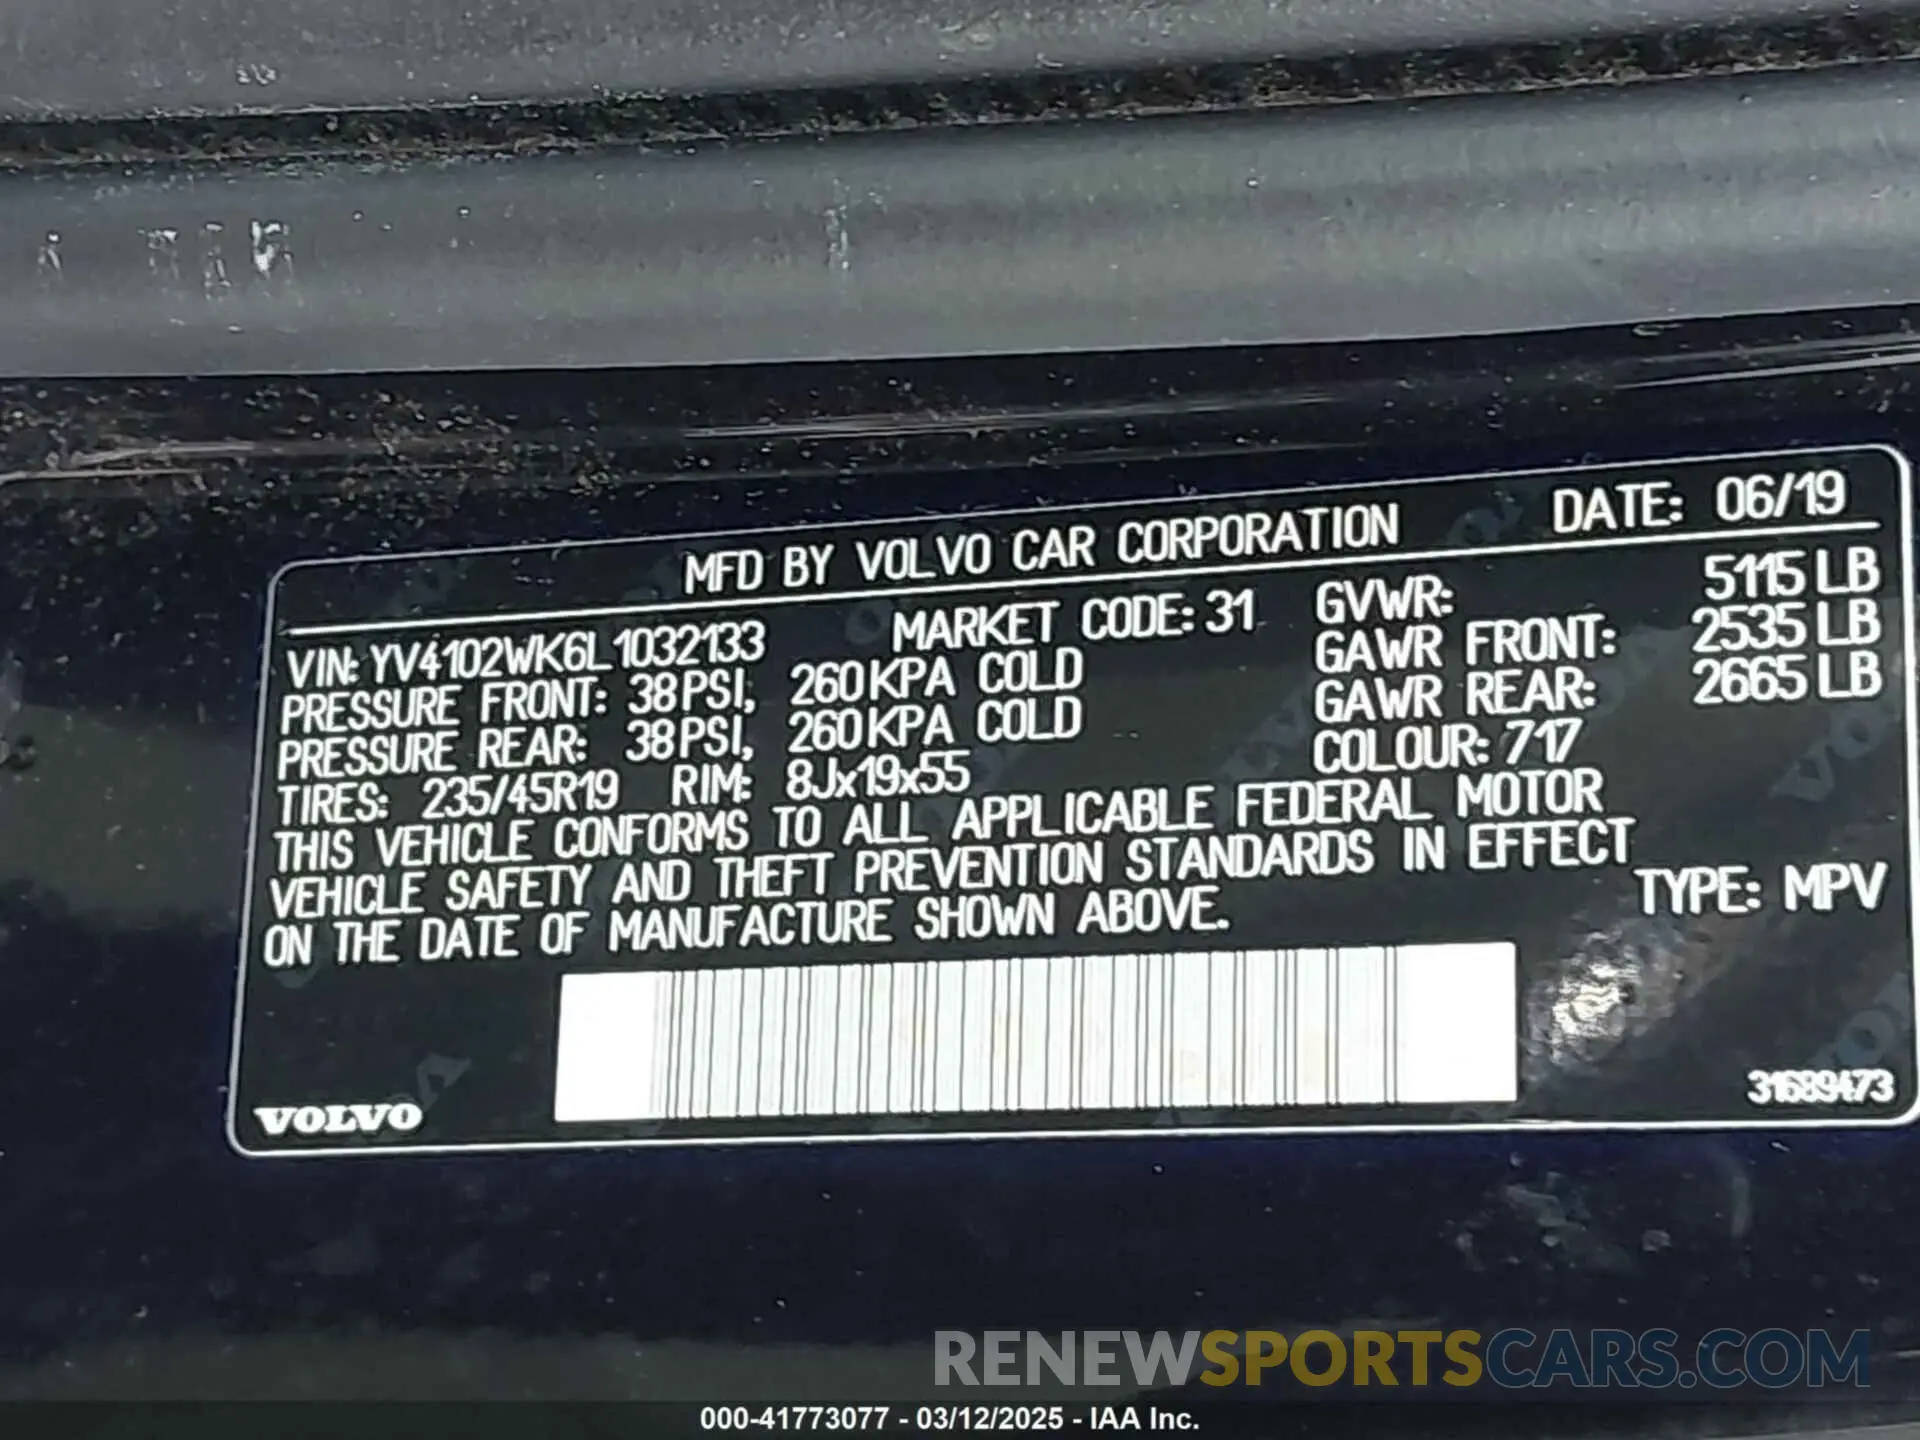 MFD BY VOLVO CAR CORPORATION DATE: 06/19
VIN: YV4102WK6L1032133 MARKET CODE: 31 GVWR: 5115 LB
PRESSURE FRONT: 38 PSI, 260 KPA COLD GAWR FRONT: 2535 LB
PRESSURE REAR: 38 PSI, 260 KPA COLD GAWR REAR: 2665 LB
TIRES: 235/45R19 RIM: 8Jx19x55 COLOUR: 717
THIS VEHICLE CONFORMS TO ALL APPLICABLE FEDERAL MOTOR
VEHICLE SAFETY AND THEFT PREVENTION STANDARDS IN EFFECT
ON THE DATE OF MANUFACTURE SHOWN ABOVE. TYPE: MPV
VOLVO 31689473
RENEWSPORTSCARS.COM
000-41773077 - 03/12/2025 - IAA Inc.